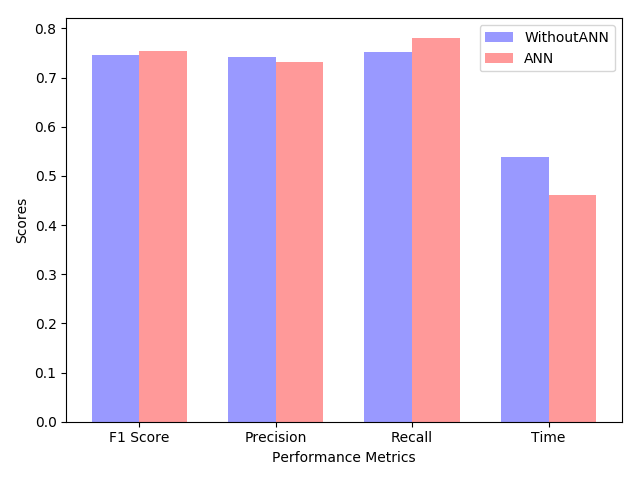 WithoutANN
ANN
Scores
0.8
0.7
0.6
0.5
0.4
0.3
0.2
0.1
0.0
F1 Score
Precision
Recall
Time
Performance Metrics